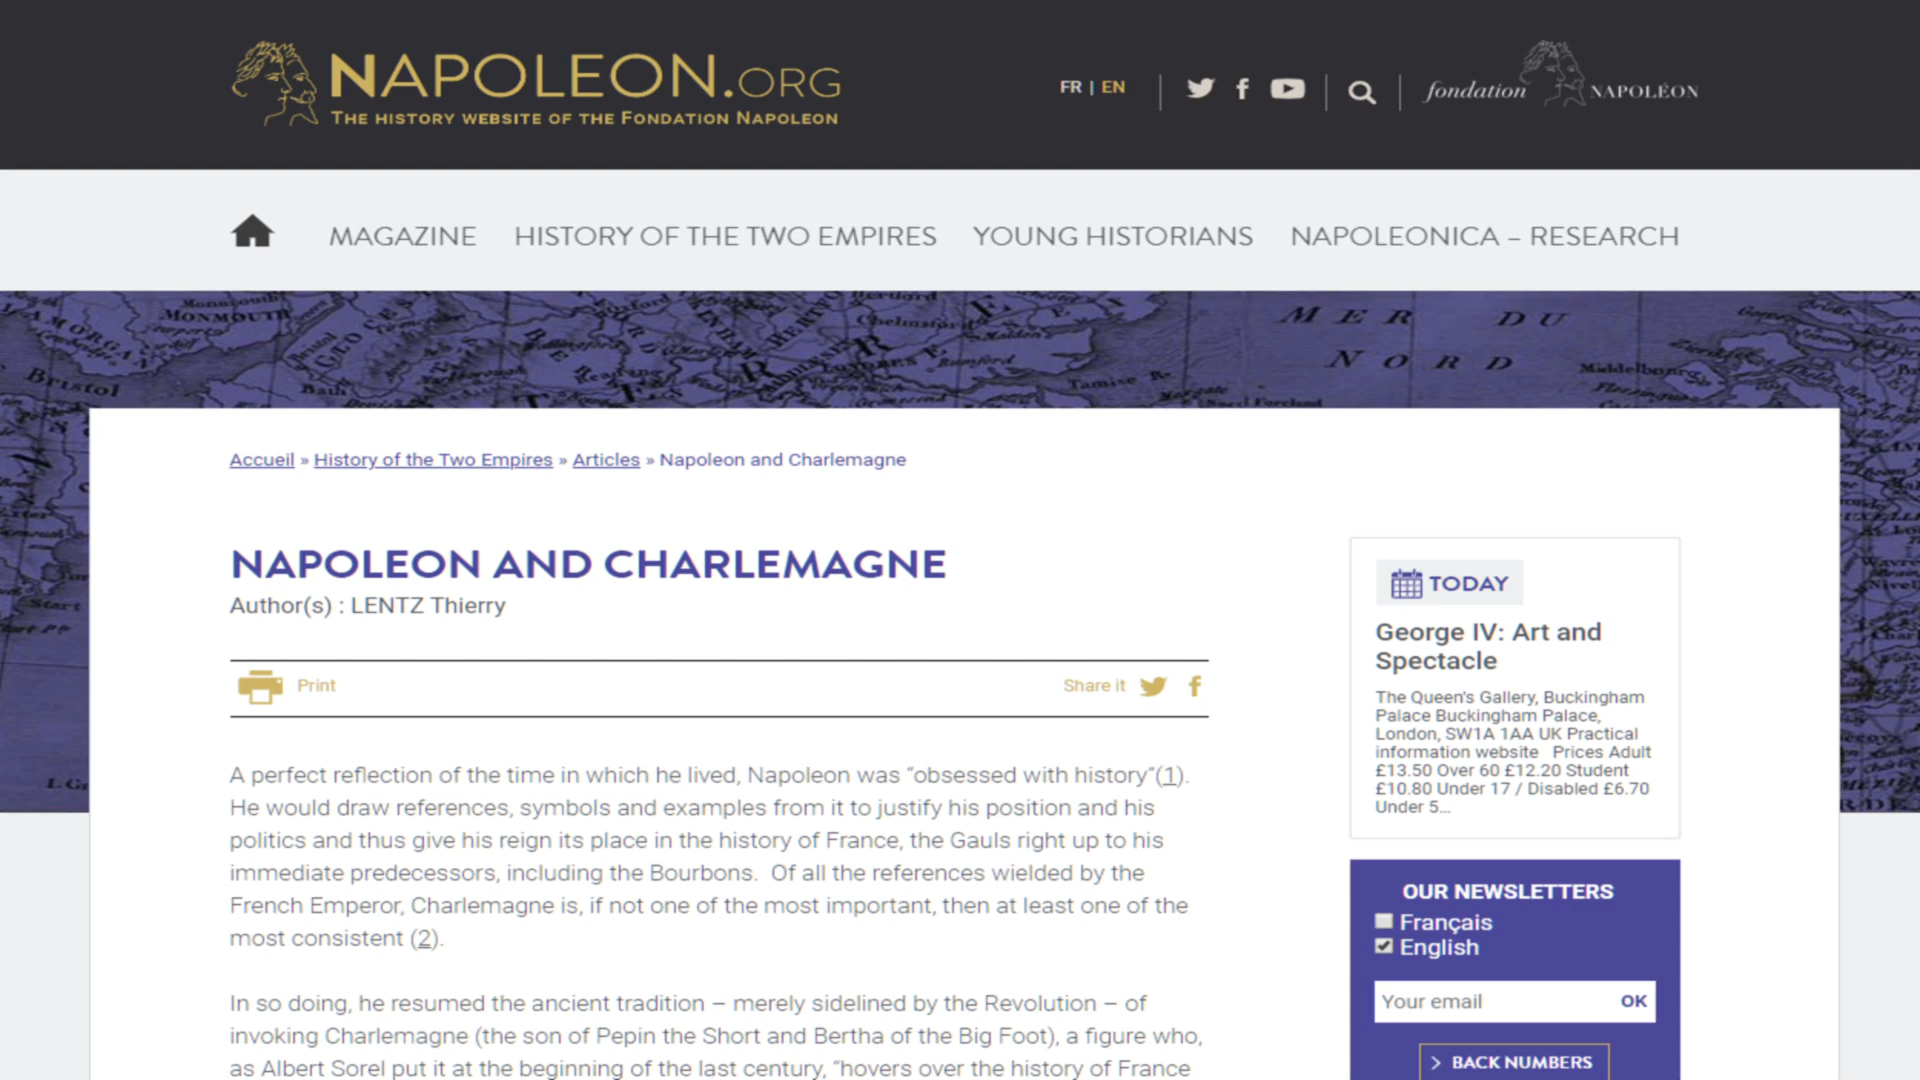 NAPOLEON.ORG
THE HISTORY WEBSITE OF THE FONDATION NAPOLEON
FR | EN
fondation NAPOLÉON
MAGAZINE HISTORY OF THE TWO EMPIRES YOUNG HISTORIANS NAPOLEONICA – RESEARCH
Monmouth
MONMOUTH
Bristol
Bath
Chelmsford
Maldon
Tamise R.
MER DU
NORD
Accueil » History of the Two Empires » Articles » Napoleon and Charlemagne
NAPOLEON AND CHARLEMAGNE
Author(s) : LENTZ Thierry
Print
Share it
A perfect reflection of the time in which he lived, Napoleon was “obsessed with history”(1).
He would draw references, symbols and examples from it to justify his position and his
politics and thus give his reign its place in the history of France, the Gauls right up to his
immediate predecessors, including the Bourbons. Of all the references wielded by the
French Emperor, Charlemagne is, if not one of the most important, then at least one of the
most consistent (2).
In so doing, he resumed the ancient tradition – merely sidelined by the Revolution – of
invoking Charlemagne (the son of Pepin the Short and Bertha of the Big Foot), a figure who,
as Albert Sorel put it at the beginning of the last century, “hovers over the history of France
TODAY
George IV: Art and
Spectacle
The Queen's Gallery, Buckingham
Palace Buckingham Palace,
London, SW1A 1AA UK Practical
information website Prices Adult
£13.50 Over 60 £12.20 Student
£10.80 Under 17 / Disabled £6.70
Under 5...
OUR NEWSLETTERS
Français
English
Your email OK
> BACK NUMBERS